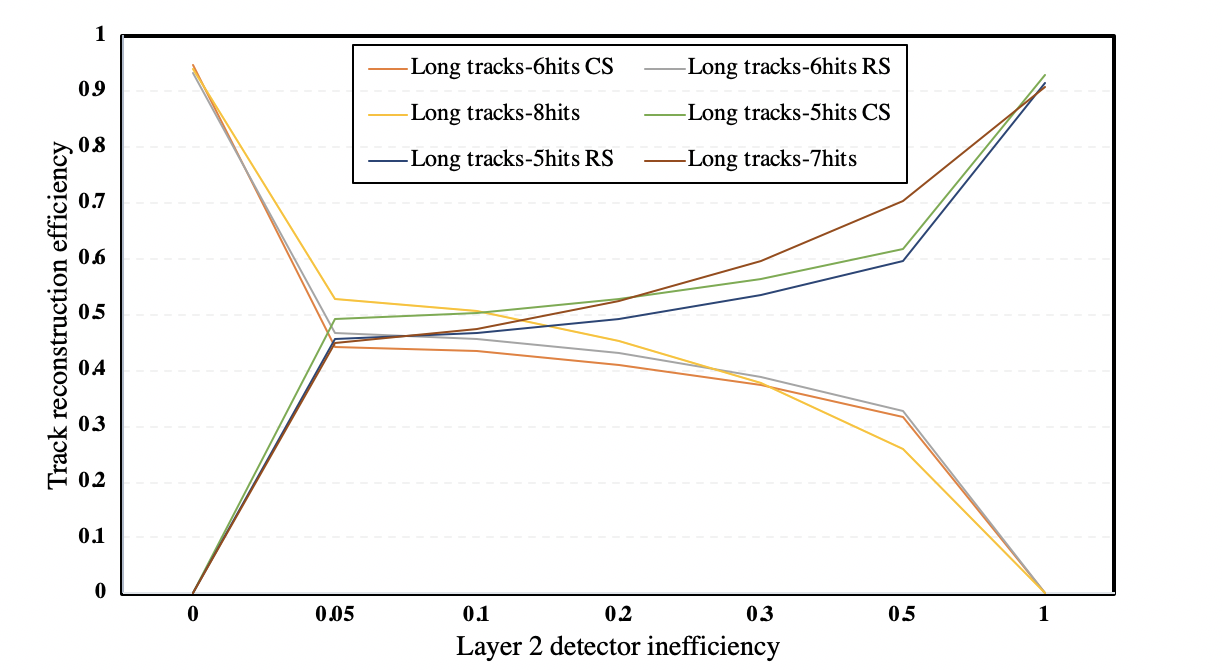 1
0.9
0.8
0.7
0.6
0.5
0.4
0.3
0.2
0.1
0
Track reconstruction efficiency
Long tracks-6hits CS Long tracks-6hits RS
Long tracks-8hits Long tracks-5hits CS
Long tracks-5hits RS Long tracks-7hits
0 0.05 0.1 0.2 0.3 0.5 1
Layer 2 detector inefficiency